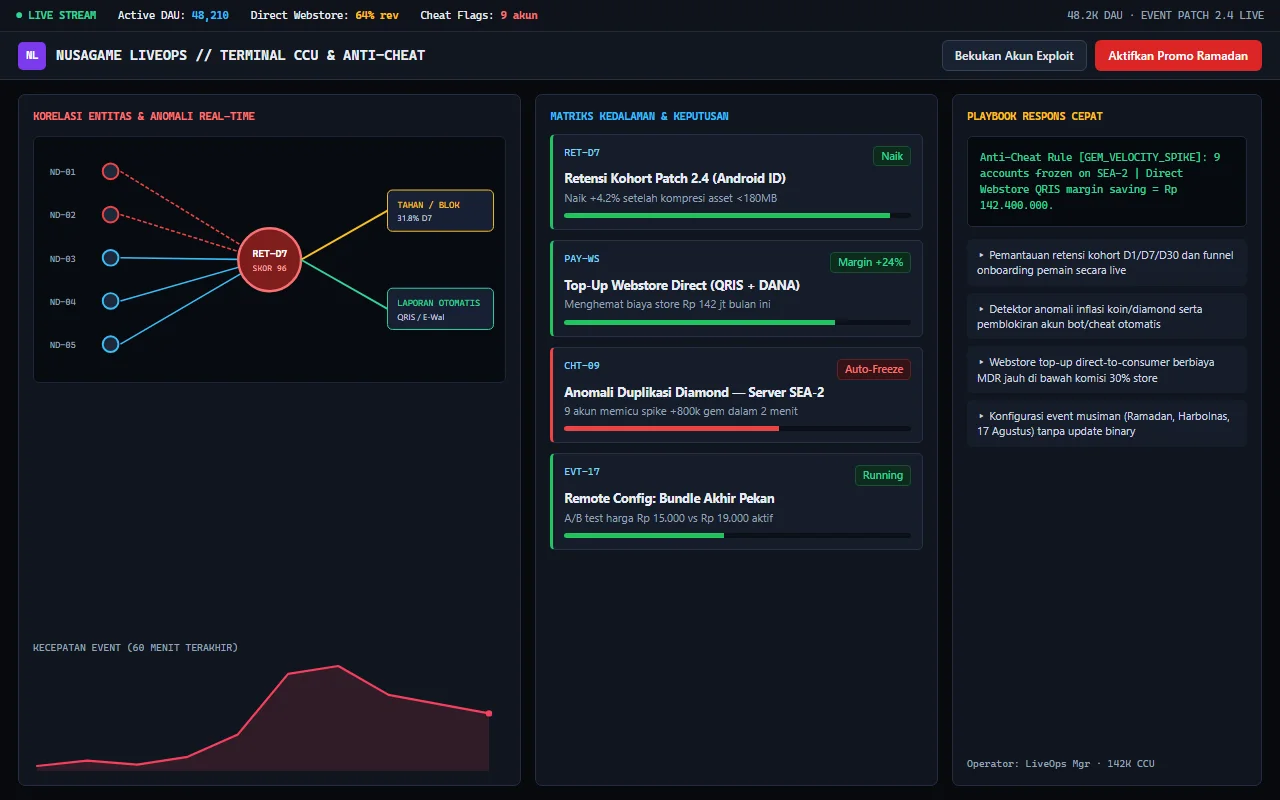 ● LIVE STREAM Active DAU: 48,210 Direct Webstore: 64% rev Cheat Flags: 9 akun 48.2K DAU · EVENT PATCH 2.4 LIVE
NL NUSAGAME LIVEOPS // TERMINAL CCU & ANTI-CHEAT Bekukan Akun Exploit Aktifkan Promo Ramadan
KORELASI ENTITAS & ANOMALI REAL-TIME
ND-01
ND-02
ND-03
ND-04
ND-05
RET-D7
SKOR 96
TAHAN / BLOK
31.8% D7
LAPORAN OTOMATIS
QRIS / E-Wal
KECEPATAN EVENT (60 MENIT TERAKHIR)
MATRIKS KEDALAMAN & KEPUTUSAN
RET-D7 Naik
Retensi Kohort Patch 2.4 (Android ID)
Naik +4.2% setelah kompresi asset <180MB
PAY-WS Margin +24%
Top-Up Webstore Direct (QRIS + DANA)
Menghemat biaya store Rp 142 jt bulan ini
CHT-09 Auto-Freeze
Anomali Duplikasi Diamond — Server SEA-2
9 akun memicu spike +800k gem dalam 2 menit
EVT-17 Running
Remote Config: Bundle Akhir Pekan
A/B test harga Rp 15.000 vs Rp 19.000 aktif
PLAYBOOK RESPONS CEPAT
Anti-Cheat Rule [GEM_VELOCITY_SPIKE]: 9
accounts frozen on SEA-2 | Direct
Webstore QRIS margin saving = Rp
142.400.000.
‣ Pemantauan retensi kohort D1/D7/D30 dan funnel
onboarding pemain secara live
‣ Detektor anomali inflasi koin/diamond serta
pemblokiran akun bot/cheat otomatis
‣ Webstore top-up direct-to-consumer berbiaya
MDR jauh di bawah komisi 30% store
‣ Konfigurasi event musiman (Ramadan, Harbolnas,
17 Agustus) tanpa update binary
Operator: LiveOps Mgr · 142K CCU